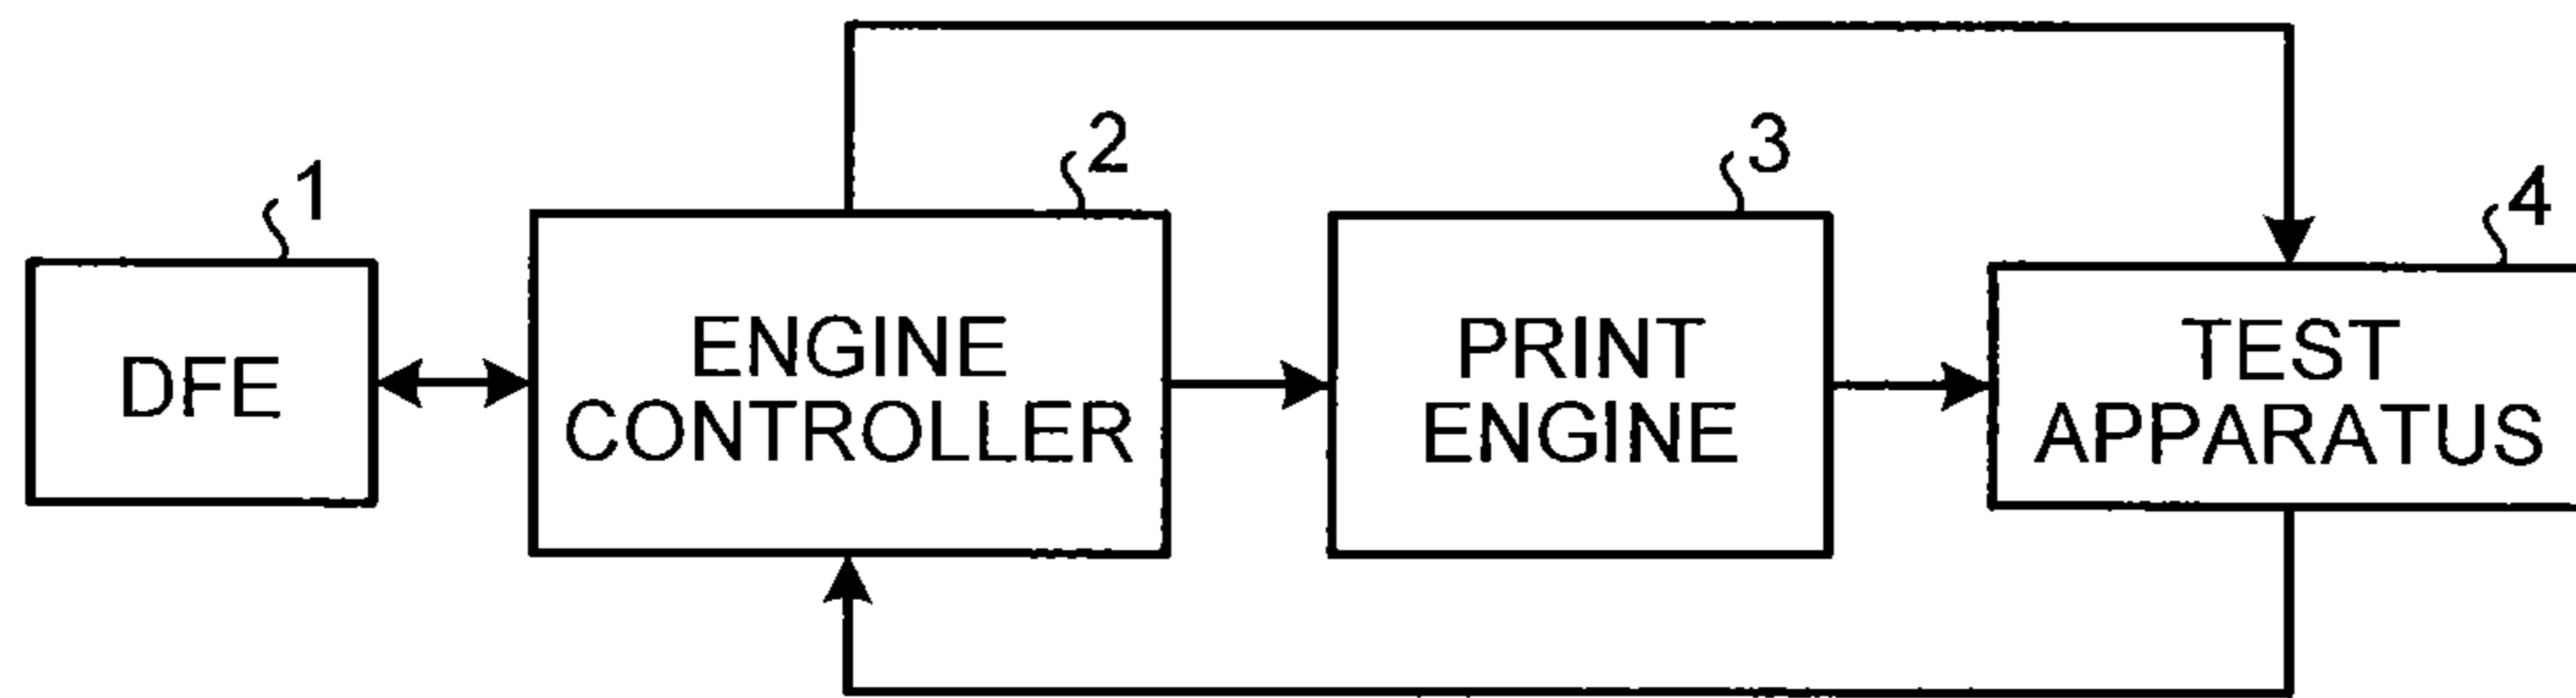 1
2
3
4
DFE
ENGINE
CONTROLLER
PRINT
ENGINE
TEST
APPARATUS